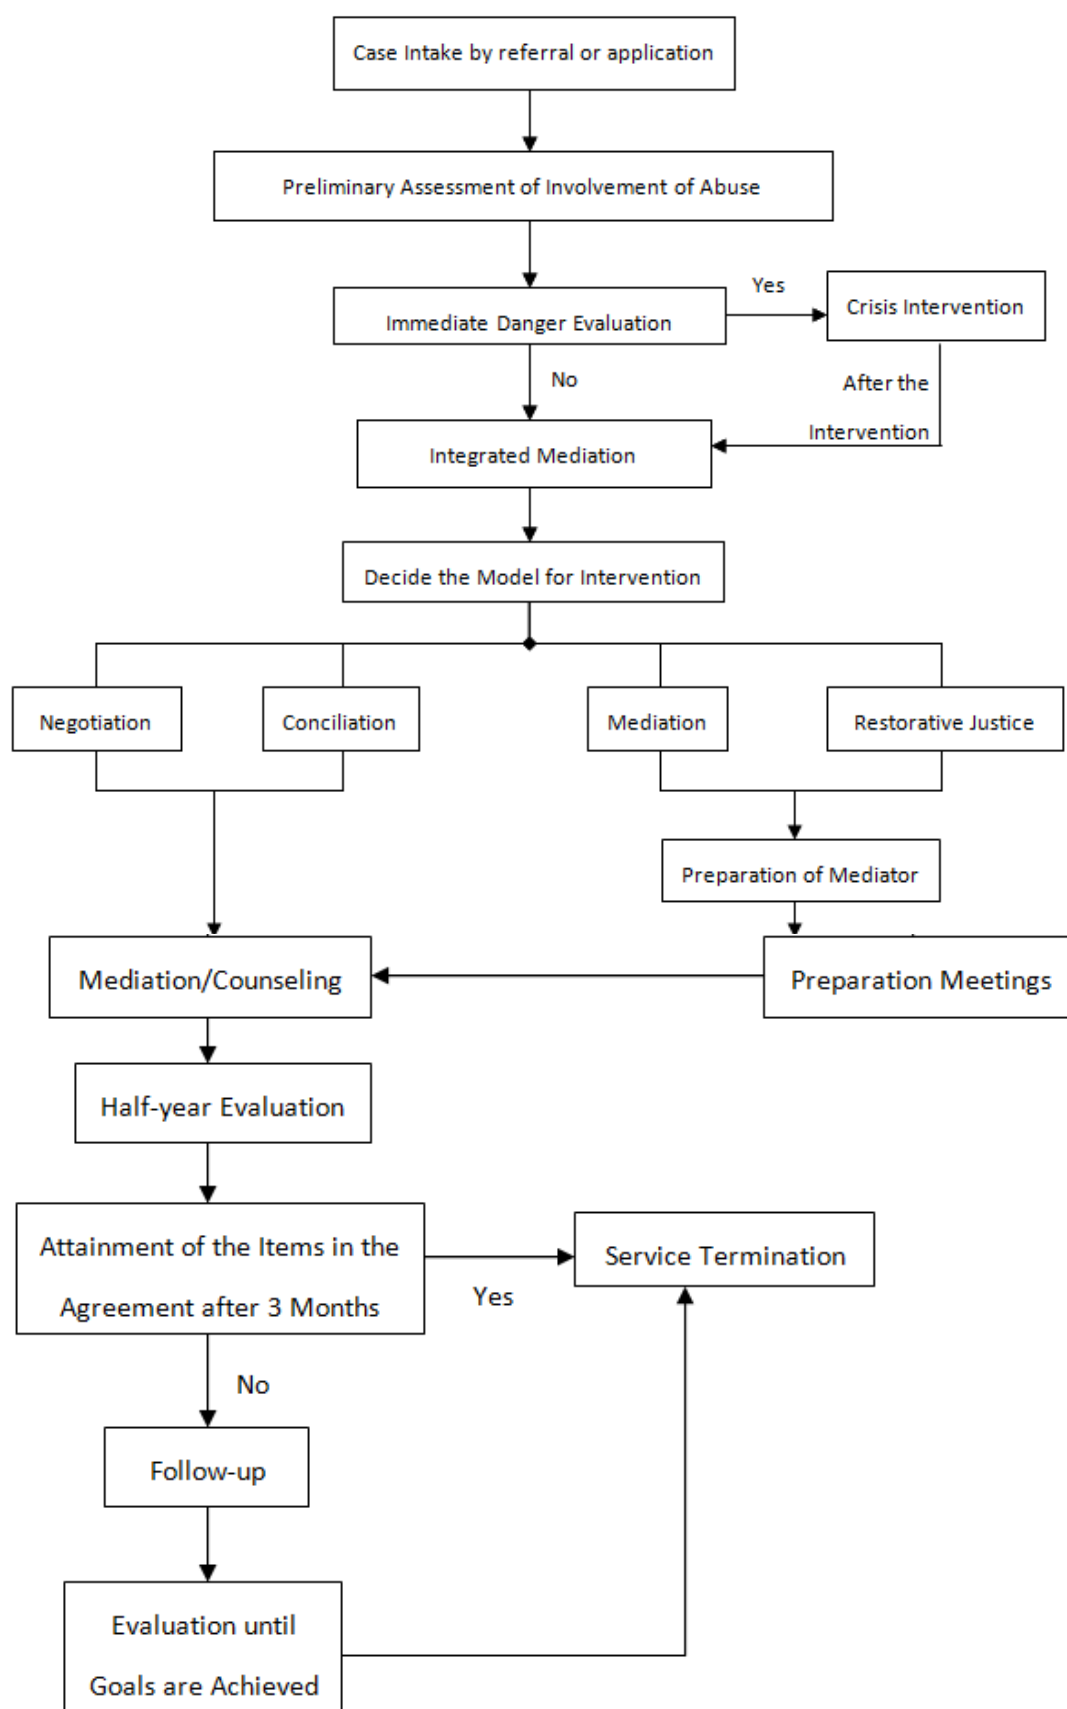 Case Intake by referral or application
Preliminary Assessment of Involvement of Abuse
Yes
Crisis Intervention
Immediate Danger Evaluation
No
After the
Intervention
Integrated Mediation
Decide the Model for Intervention
Negotiation
Conciliation
Mediation
Restorative Justice
Preparation of Mediator
Mediation/Counseling
Preparation Meetings
Half-year Evaluation
Attainment of the Items in the
Agreement after 3 Months
Yes
Service Termination
No
Follow-up
Evaluation until
Goals are Achieved